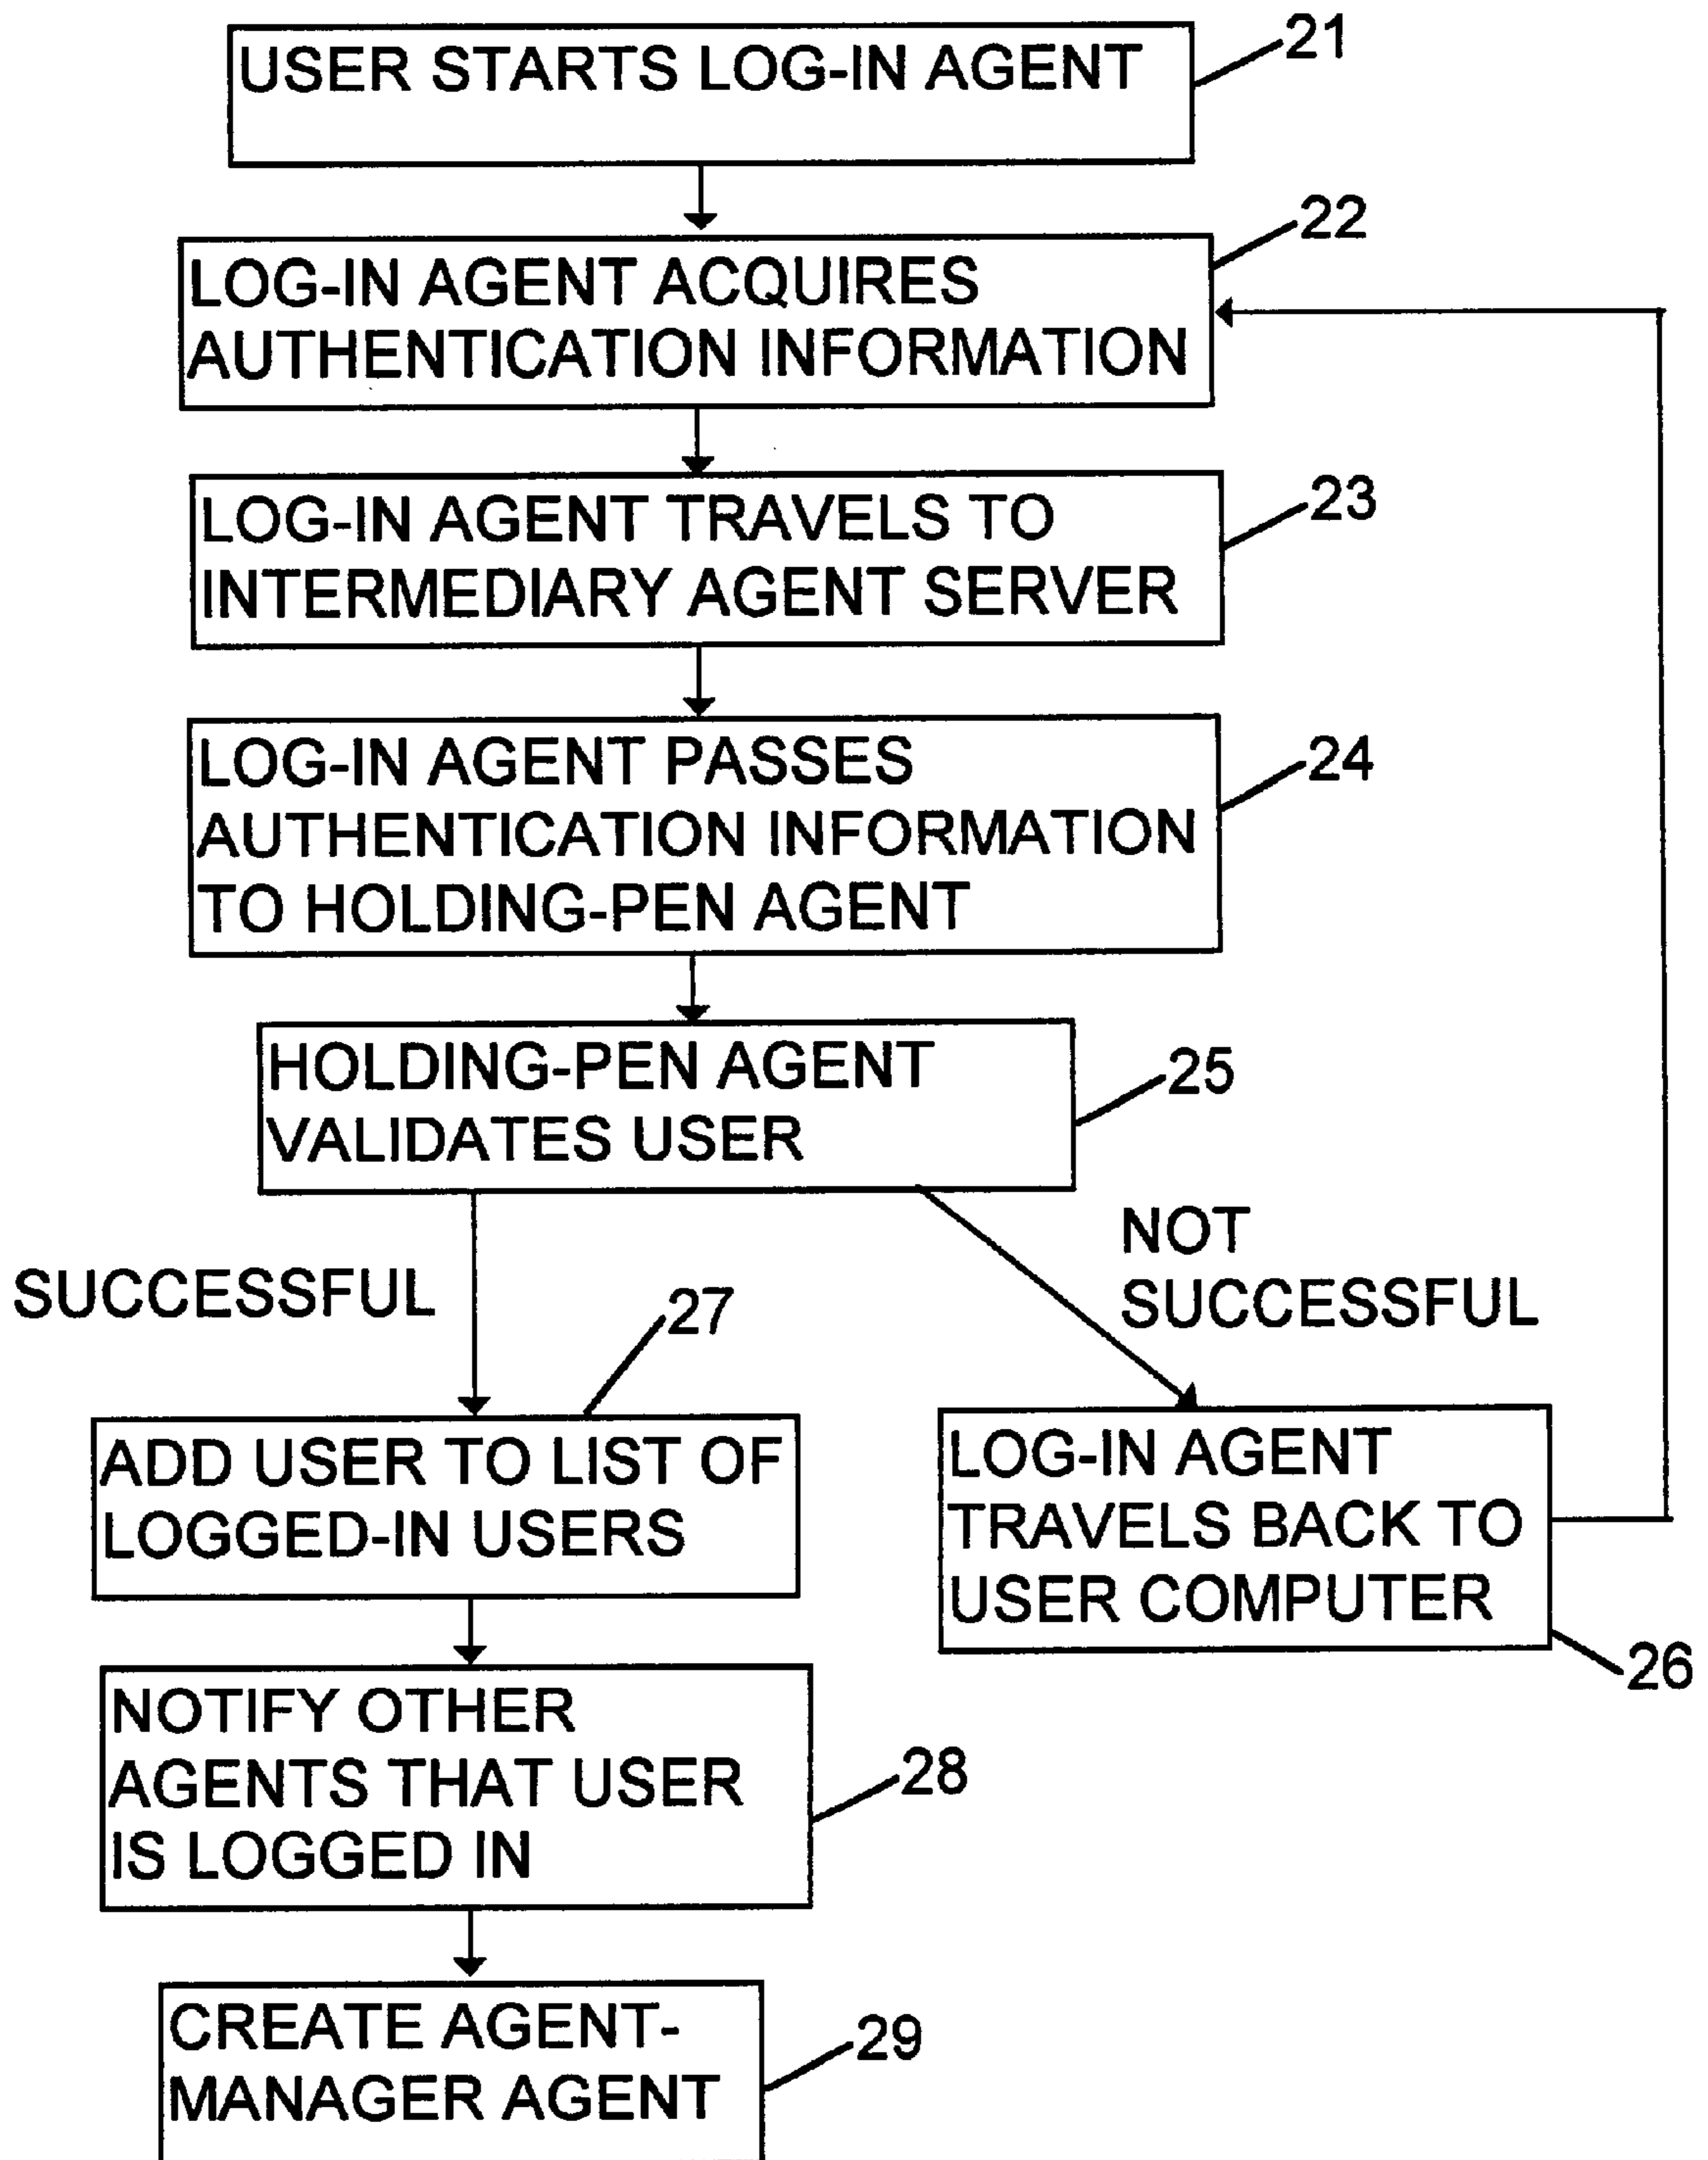 USER STARTS LOG-IN AGENT
21
LOG-IN AGENT ACQUIRES
AUTHENTICATION INFORMATION
22
LOG-IN AGENT TRAVELS TO
INTERMEDIARY AGENT SERVER
23
LOG-IN AGENT PASSES
AUTHENTICATION INFORMATION
TO HOLDING-PEN AGENT
24
HOLDING-PEN AGENT
VALIDATES USER
25
SUCCESSFUL
NOT
SUCCESSFUL
27
ADD USER TO LIST OF
LOGGED-IN USERS
LOG-IN AGENT
TRAVELS BACK TO
USER COMPUTER
26
NOTIFY OTHER
AGENTS THAT USER
IS LOGGED IN
28
CREATE AGENT-
MANAGER AGENT
29